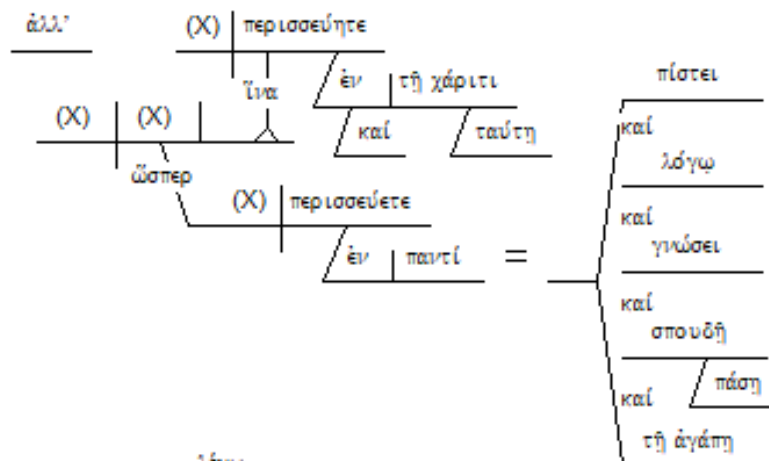 ἀλλ’ (X) περισσεύητε
ἐν τῇ χάριτι
ἵνα
καί ταύτῃ
(X) (X)
ὥσπερ
(X) περισσεύετε
ἐν παντί =
πίστει
καί
λόγῳ
καί
γνώσει
καί
σπουδῇ
πάσῃ
καί
τῇ ἀγάπῃ